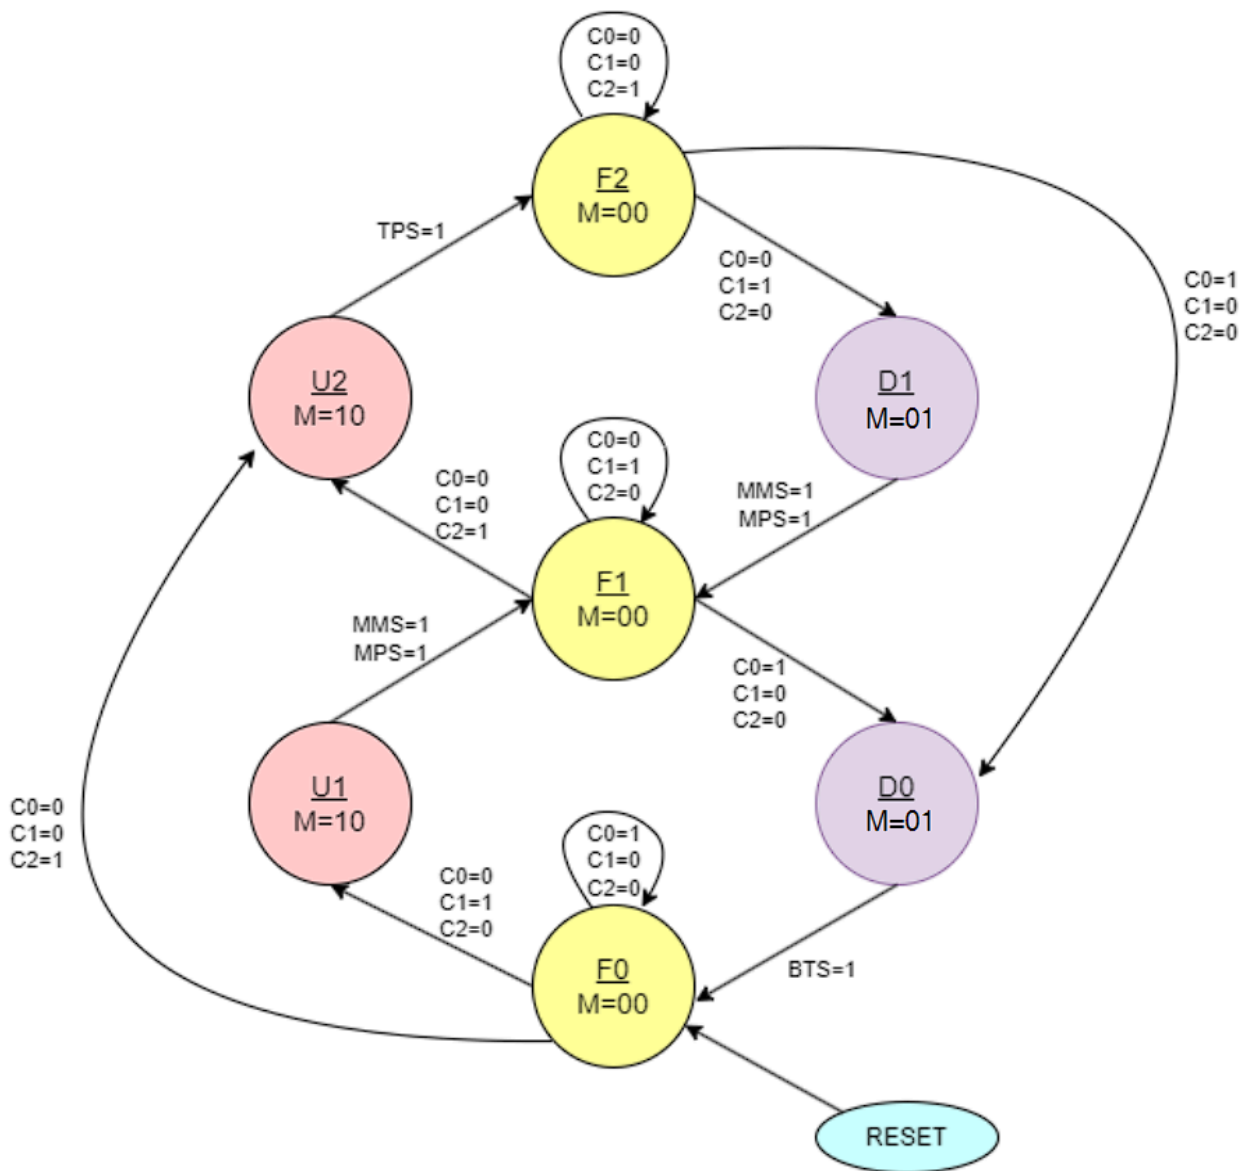 C0=0
C1=0
C2=1
F2
M=00
TPS=1
C0=0
C1=1
C2=0
C0=1
C1=0
C2=0
U2
M=10
D1
M=01
C0=0
C1=1
C2=0
C0=0
C1=0
C2=1
MMS=1
MPS=1
F1
M=00
MMS=1
MPS=1
C0=1
C1=0
C2=0
U1
M=10
D0
M=01
C0=0
C1=0
C2=1
C0=1
C1=0
C2=0
C0=0
C1=1
C2=0
F0
M=00
BTS=1
RESET